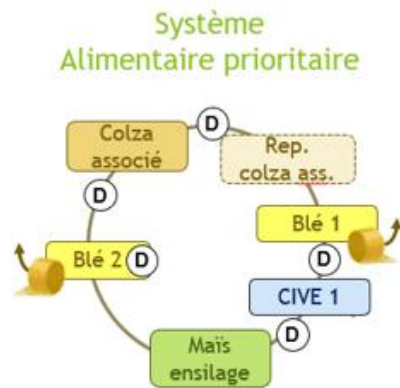 Système
Alimentaire prioritaire
D
Colza
associé
Rep.
colza ass.
D
Blé 1
Blé 2
D
D
CIVE 1
D
Maïs
ensilage